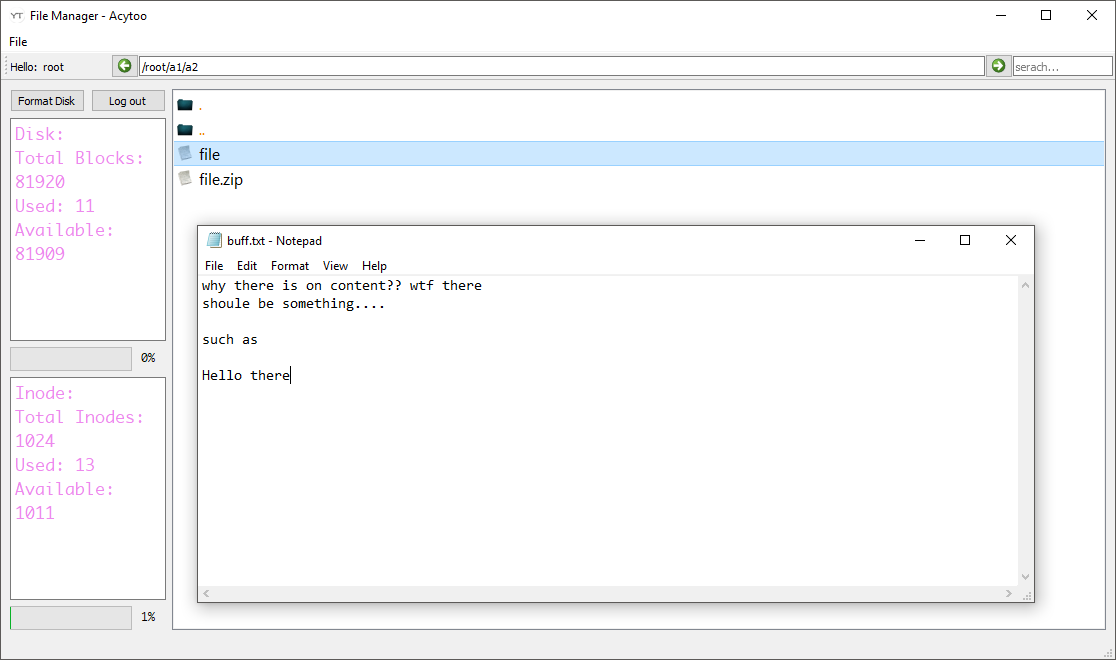 YT File Manager - Acytoo
File
Hello: root /root/a1/a2 serach...
Format Disk Log out
Disk:
Total Blocks:
81920
Used: 11
Available:
81909
0%
Inode:
Total Inodes:
1024
Used: 13
Available:
1011
1%
.
..
file
file.zip
buff.txt - Notepad
File Edit Format View Help
why there is on content?? wtf there
shoule be something....
such as
Hello there